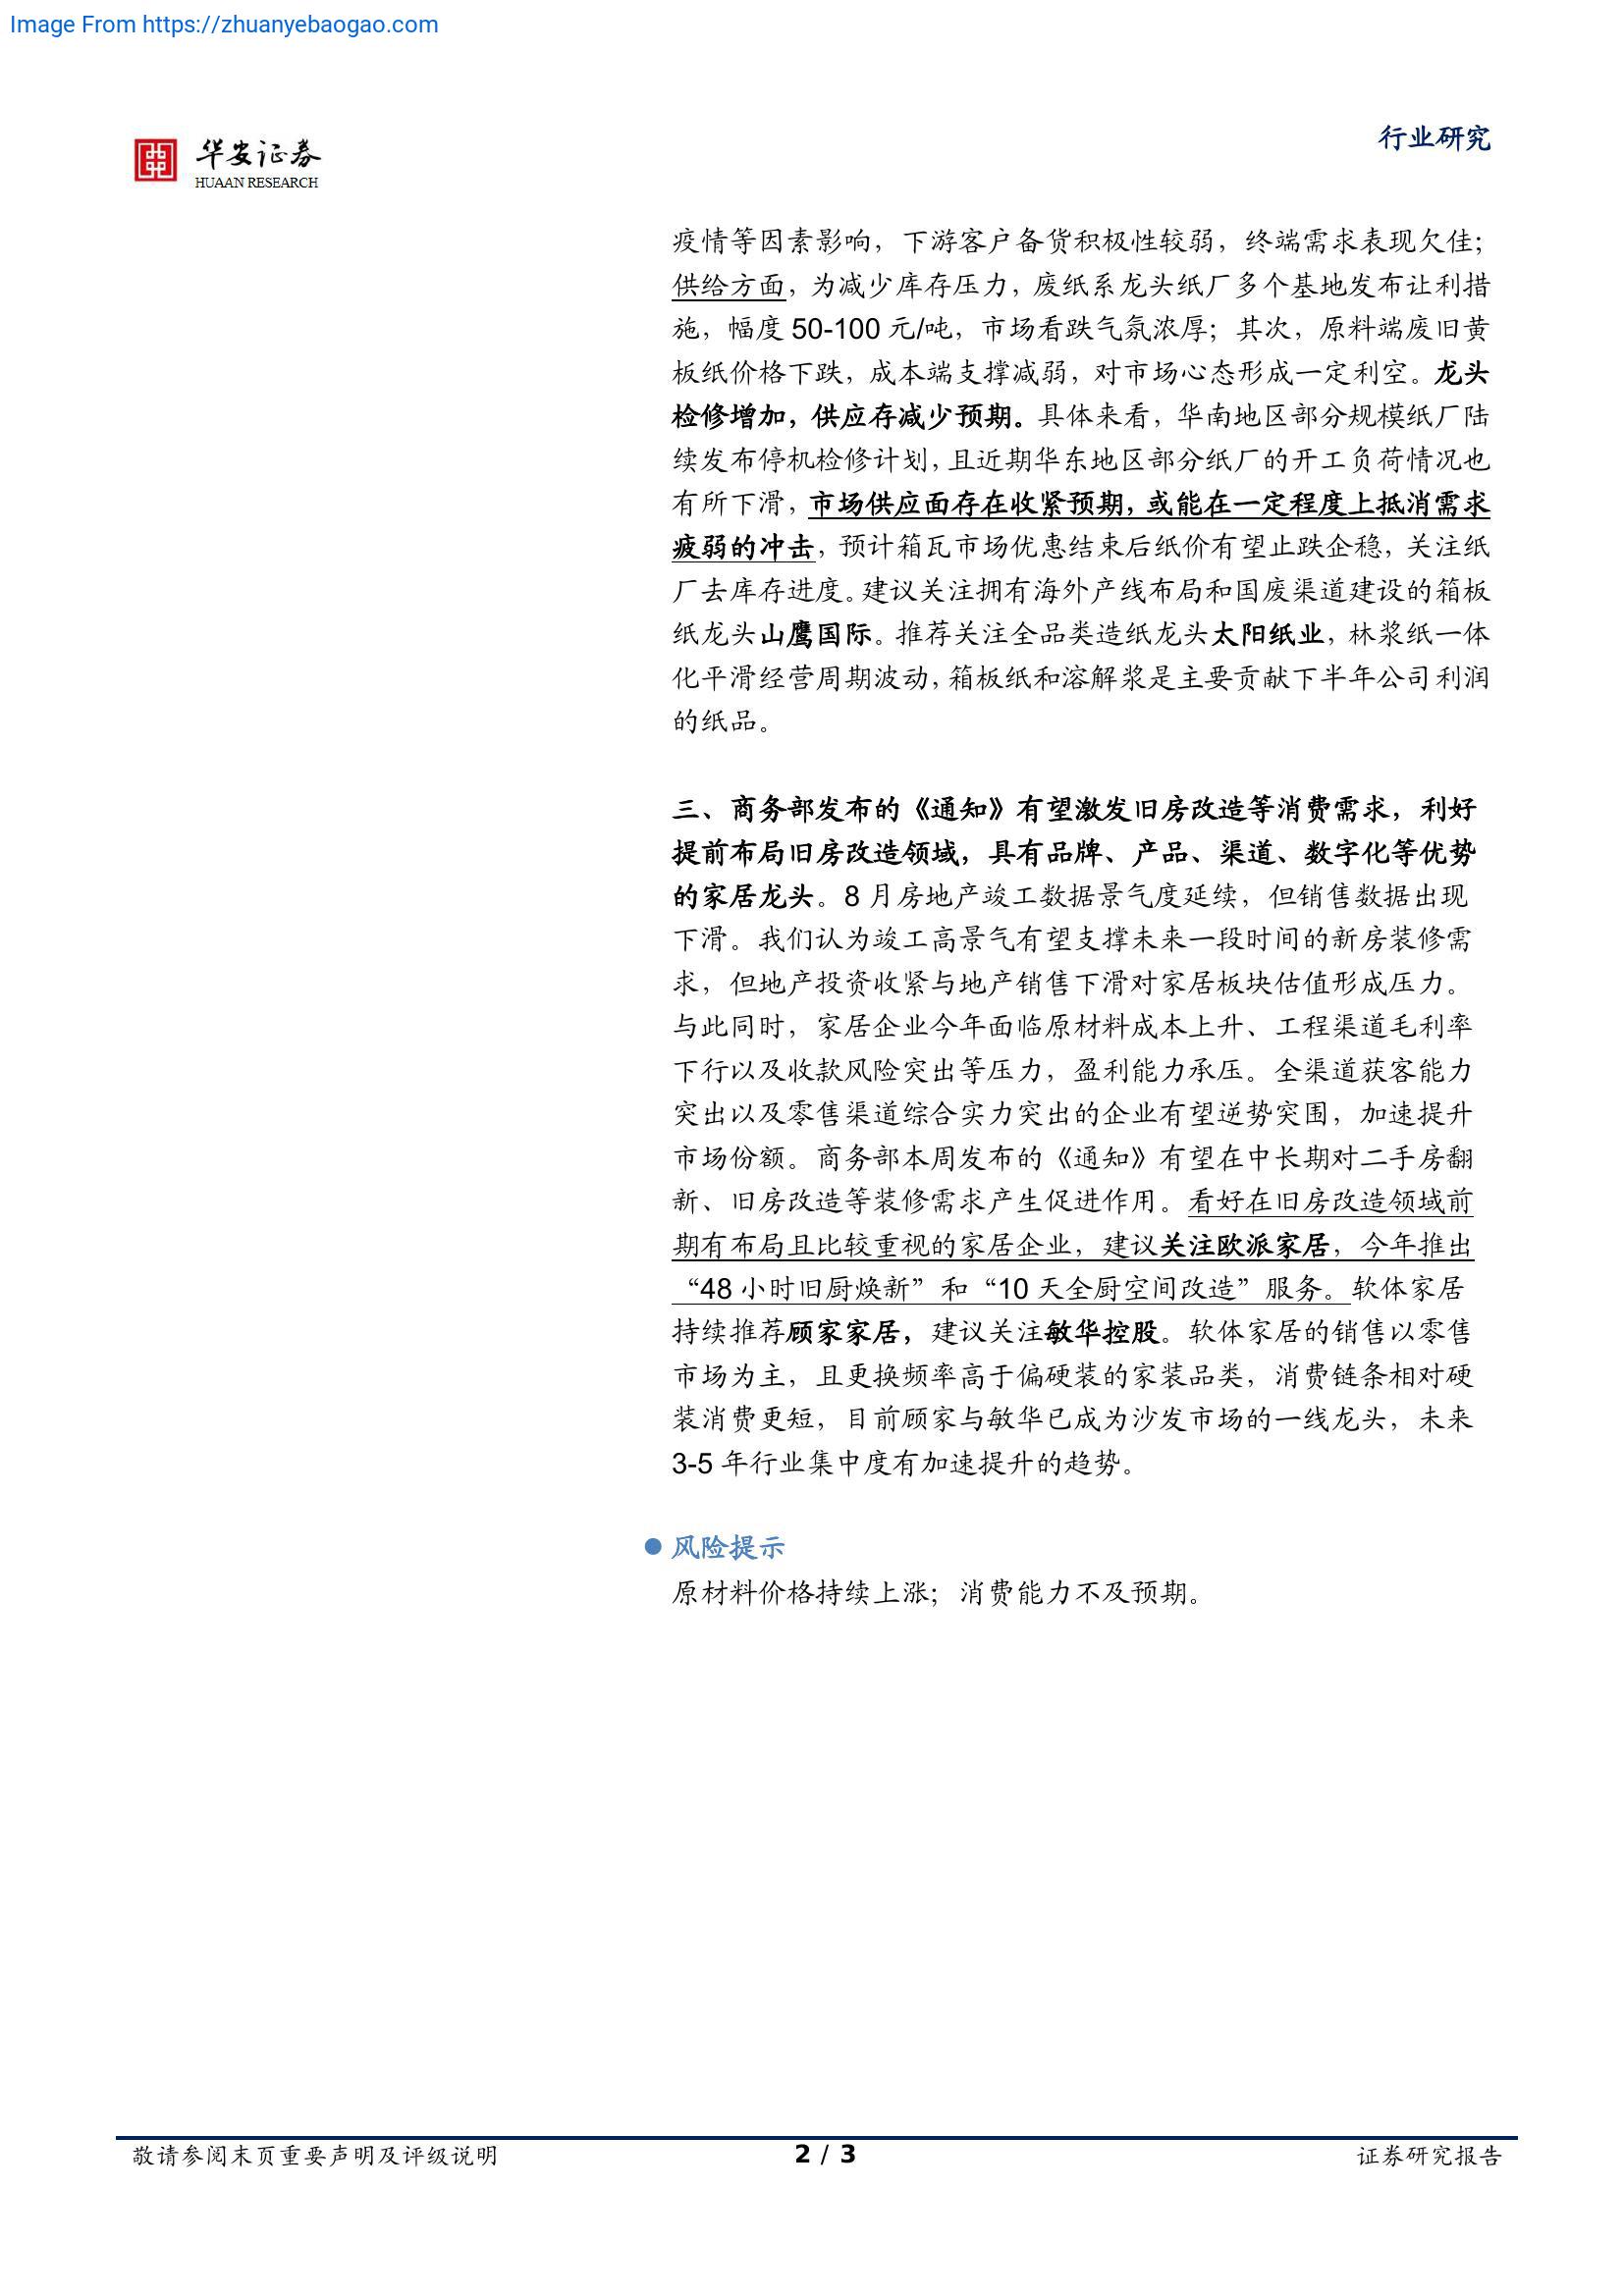 Image From https://zhuanyebaogao.com
华安证券
HUAAN RESEARCH
行业研究
疫情等因素影响，下游客户备货积极性较弱，终端需求表现欠佳；
供给方面，为减少库存压力，废纸系龙头纸厂多个基地发布让利措
施，幅度 50-100 元/吨，市场看跌气氛浓厚；其次，原料端废旧黄
板纸价格下跌，成本端支撑减弱，对市场心态形成一定利空。龙头
检修增加，供应存减少预期。具体来看，华南地区部分规模纸厂陆
续发布停机检修计划，且近期华东地区部分纸厂的开工负荷情况也
有所下滑，市场供应面存在收紧预期，或能在一定程度上抵消需求
疲弱的冲击，预计箱瓦市场优惠结束后纸价有望止跌企稳，关注纸
厂去库存进度。建议关注拥有海外产线布局和国废渠道建设的箱板
纸龙头山鹰国际。推荐关注全品类造纸龙头太阳纸业，林浆纸一体
化平滑经营周期波动，箱板纸和溶解浆是主要贡献下半年公司利润
的纸品。
三、商务部发布的《通知》有望激发旧房改造等消费需求，利好
提前布局旧房改造领域，具有品牌、产品、渠道、数字化等优势
的家居龙头。8 月房地产竣工数据景气度延续，但销售数据出现
下滑。我们认为竣工高景气有望支撑未来一段时间的新房装修需
求，但地产投资收紧与地产销售下滑对家居板块估值形成压力。
与此同时，家居企业今年面临原材料成本上升、工程渠道毛利率
下行以及收款风险突出等压力，盈利能力承压。全渠道获客能力
突出以及零售渠道综合实力突出的企业有望逆势突围，加速提升
市场份额。商务部本周发布的《通知》有望在中长期对二手房翻
新、旧房改造等装修需求产生促进作用。看好在旧房改造领域前
期有布局且比较重视的家居企业，建议关注欧派家居，今年推出
“48 小时旧厨焕新”和“10 天全厨空间改造”服务。软体家居
持续推荐顾家家居，建议关注敏华控股。软体家居的销售以零售
市场为主，且更换频率高于偏硬装的家装品类，消费链条相对硬
装消费更短，目前顾家与敏华已成为沙发市场的一线龙头，未来
3-5 年行业集中度有加速提升的趋势。
风险提示
原材料价格持续上涨；消费能力不及预期。
敬请参阅末页重要声明及评级说明
2 / 3
证券研究报告